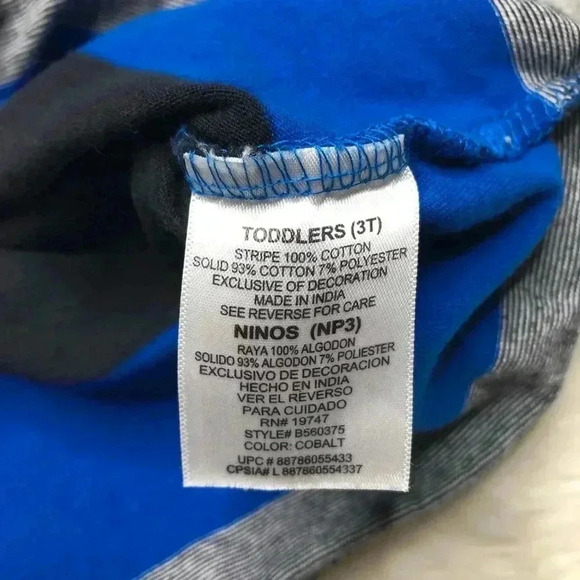 TODDLERS (3T)
STRIPE 100% COTTON
SOLID 93% COTTON 7% POLYESTER
EXCLUSIVE OF DECORATION
MADE IN INDIA
SEE REVERSE FOR CARE
NINOS (NP3)
RAYA 100% ALGODON
SOLIDO 93% ALGODON 7% POLIESTER
EXCLUSIVO DE DECORACION
HECHO EN INDIA
VER EL REVERSO
PARA CUIDADO
RN# 19747
STYLE# B560375
COLOR: COBALT
UPC # 88786055433
CPSIA# L 887860554337